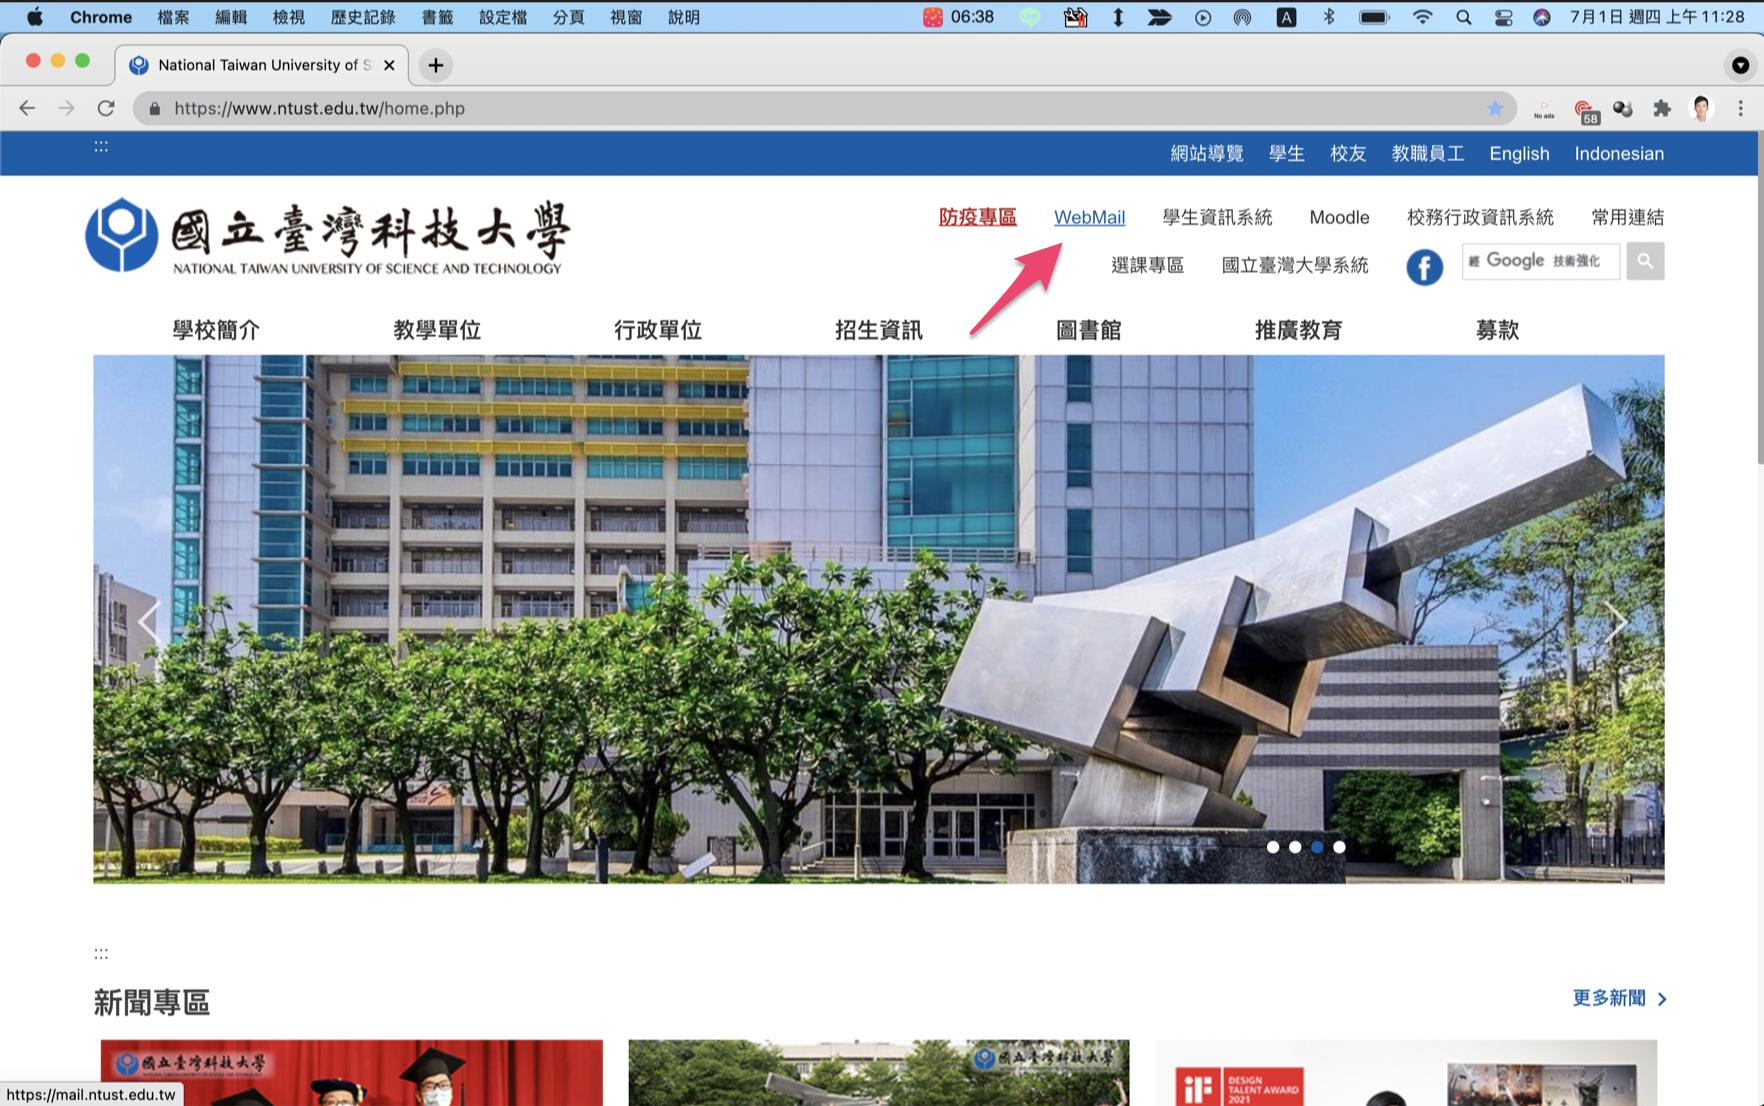 Chrome 檔案 編輯 檢視 歷史記錄 書籤 設定檔 分頁 視窗 說明 06:38 A 7月1日 週四 上午11:28
National Taiwan University of S
https://www.ntust.edu.tw/home.php
No ads
58
網站導覽 學生 校友 教職員工 English Indonesian
國立臺灣科技大學
NATIONAL TAIWAN UNIVERSITY OF SCIENCE AND TECHNOLOGY
防疫專區 WebMail 學生資訊系統 Moodle 校務行政資訊系統 常用連結
選課專區 國立臺灣大學系統 f 經 Google 技術強化
學校簡介 教學單位 行政單位 招生資訊 圖書館 推廣教育 募款
新聞專區
更多新聞
國立臺灣科技大學
國立臺灣科技大學
iF DESIGN
TALENT AWARD
2021
https://mail.ntust.edu.tw